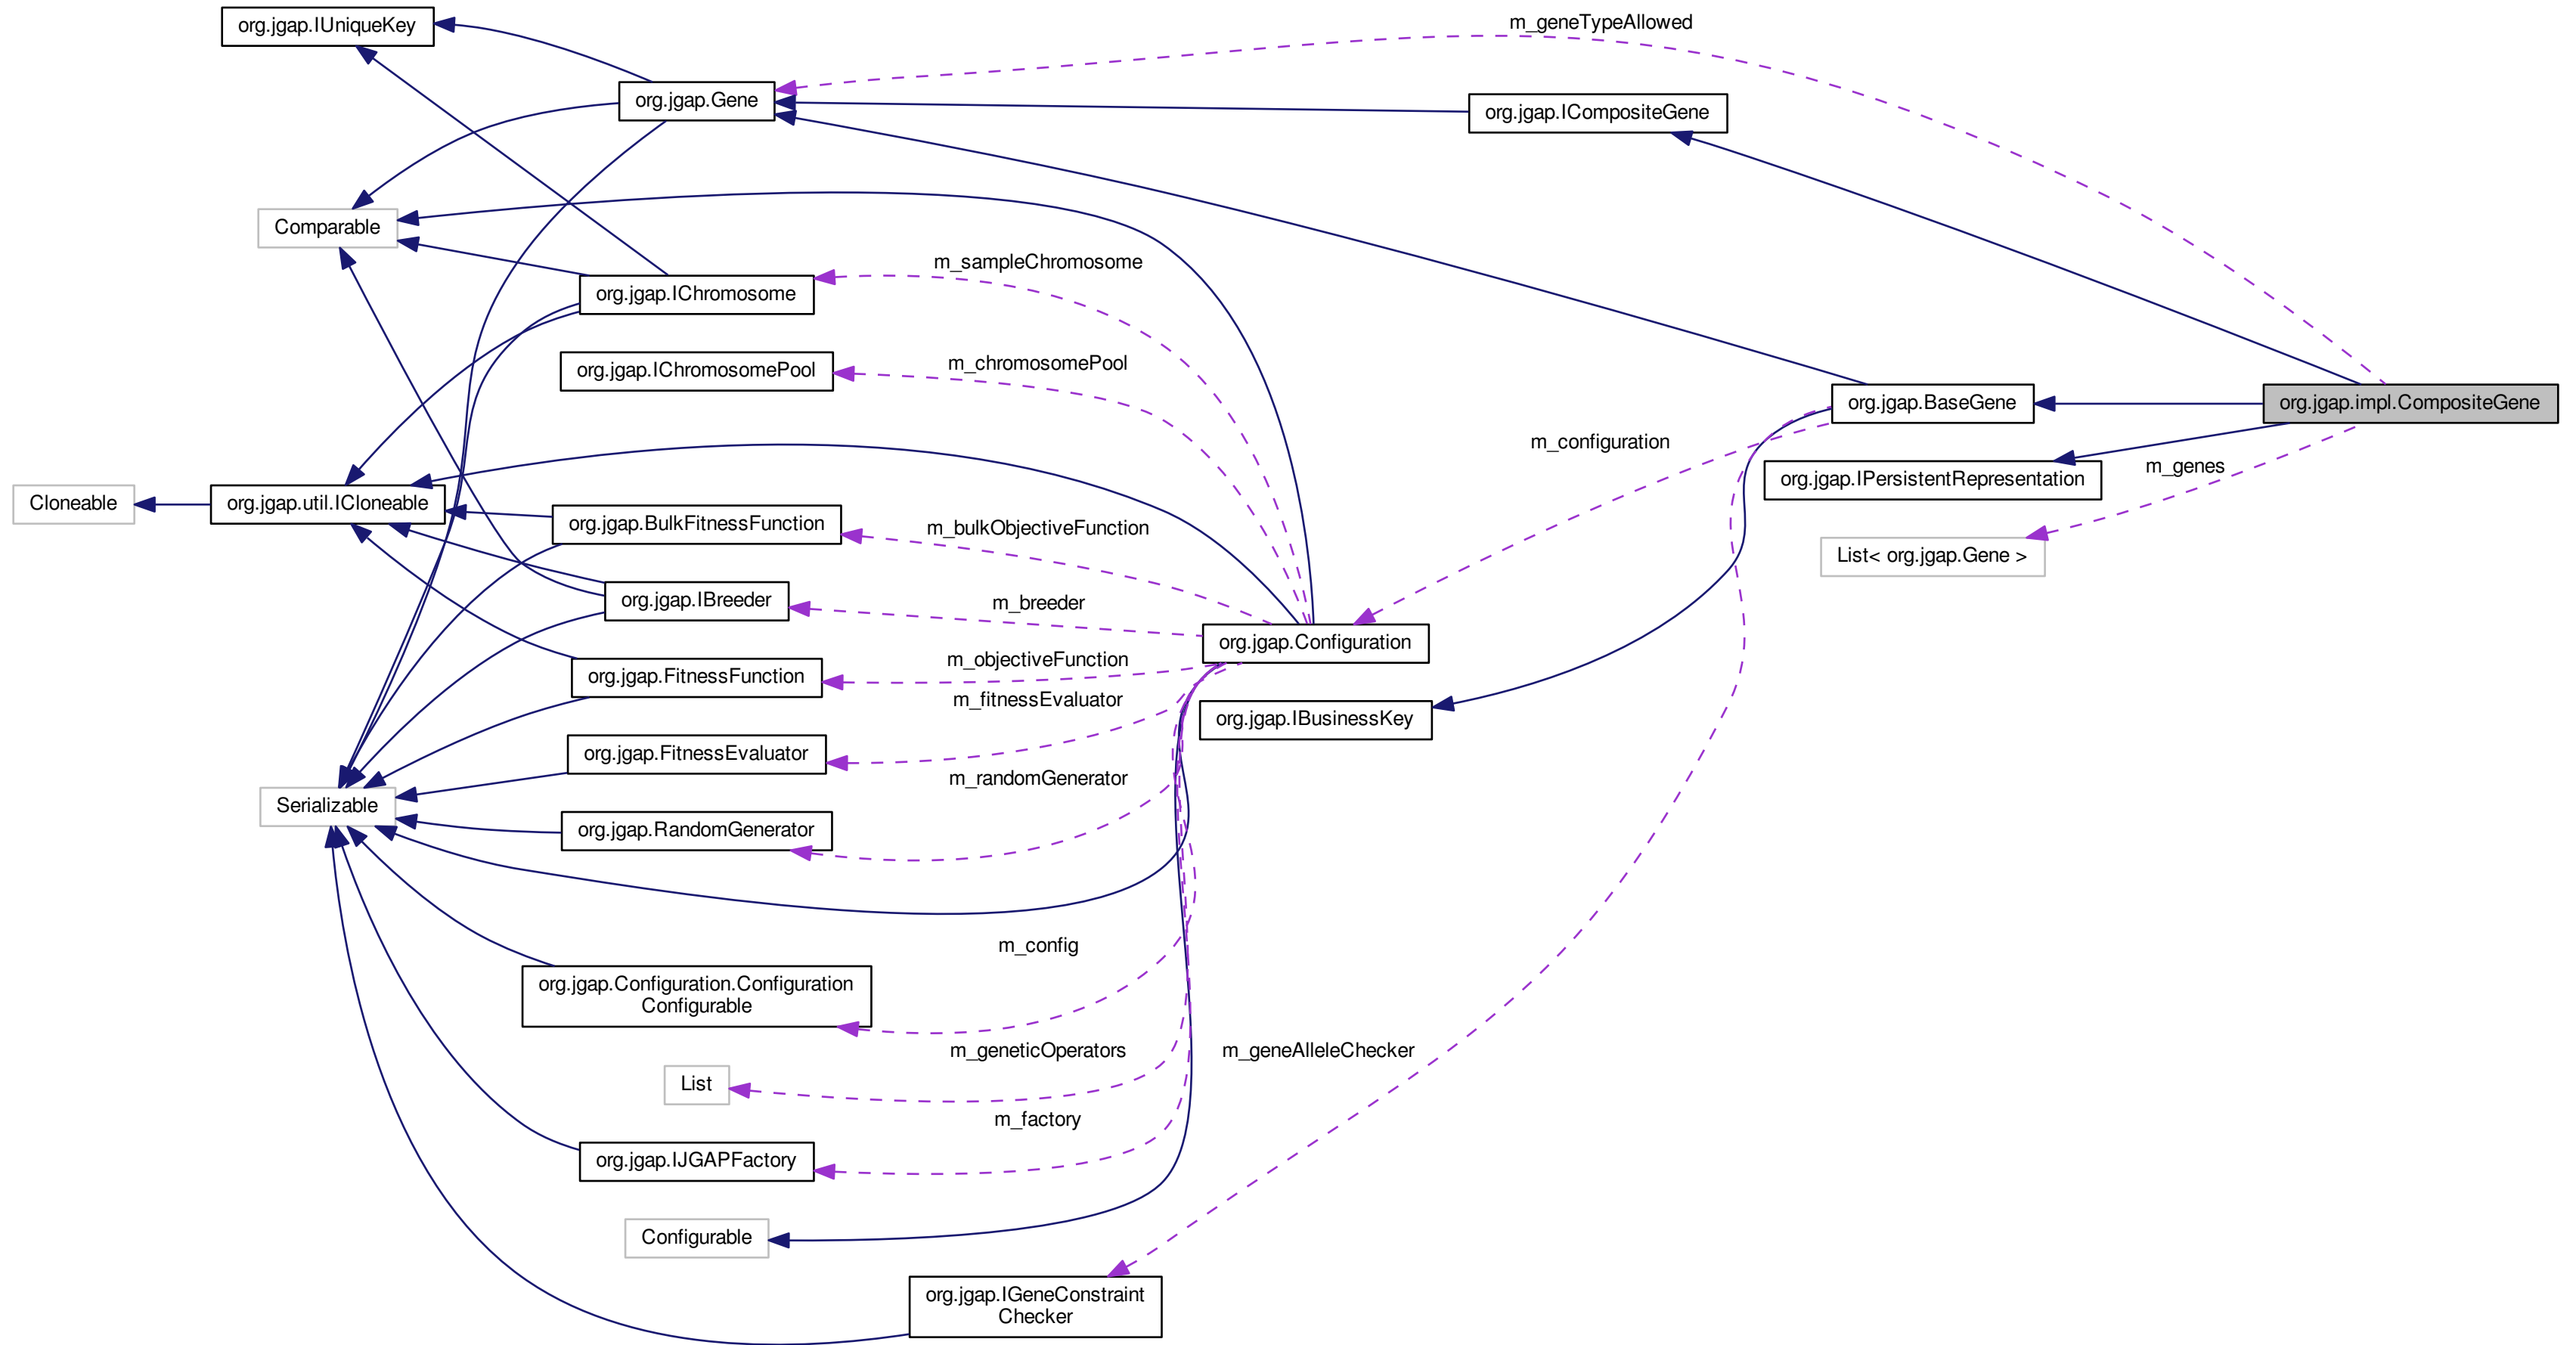 org.jgap.IUniqueKey
m_geneTypeAllowed
org.jgap.Gene
org.jgap.ICompositeGene
Comparable
m_sampleChromosome
org.jgap.IChromosome
m_chromosomePool
org.jgap.IChromosomePool
org.jgap.BaseGene
org.jgap.impl.CompositeGene
m_configuration
m_genes
org.jgap.IPersistentRepresentation
Cloneable
org.jgap.util.ICloneable
org.jgap.BulkFitnessFunction
m_bulkObjectiveFunction
List< org.jgap.Gene >
org.jgap.IBreeder
m_breeder
org.jgap.Configuration
m_objectiveFunction
org.jgap.FitnessFunction
m_fitnessEvaluator
org.jgap.IBusinessKey
org.jgap.FitnessEvaluator
m_randomGenerator
Serializable
org.jgap.RandomGenerator
m_config
org.jgap.Configuration.Configuration
Configurable
m_geneticOperators
m_geneAlleleChecker
List
m_factory
org.jgap.IJGAPFactory
Configurable
org.jgap.IGeneConstraint
Checker